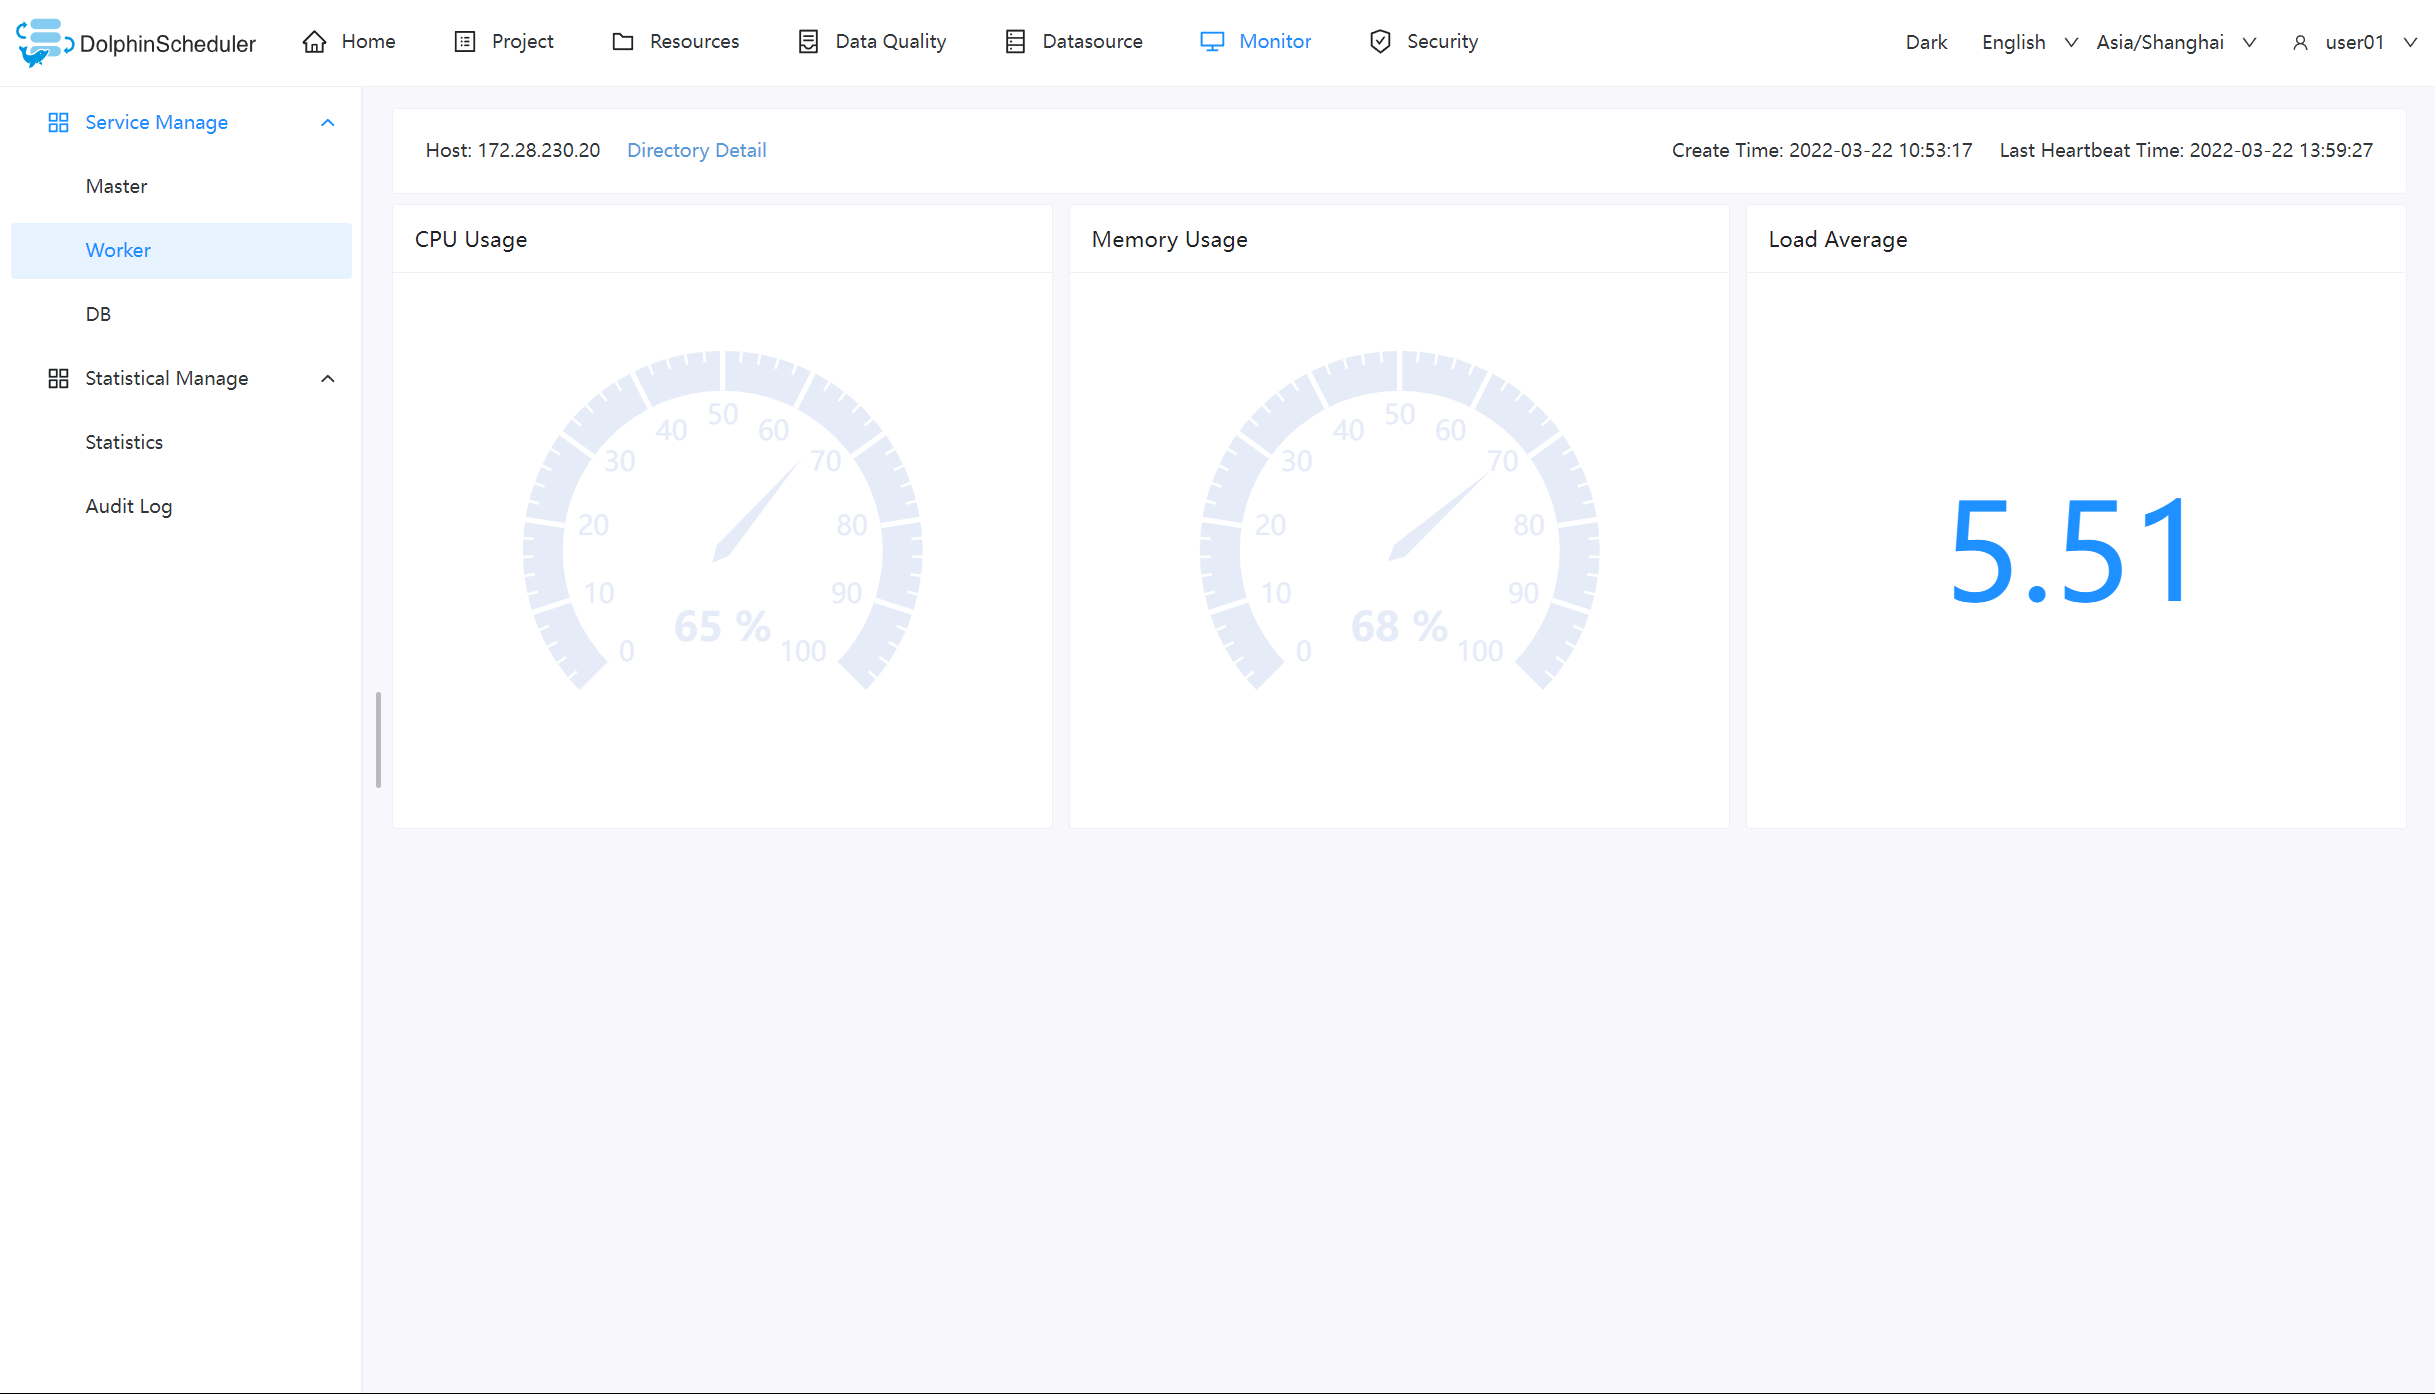 DolphinScheduler Home Project Resources Data Quality Datasource Monitor Security Dark English Asia/Shanghai user01
Service Manage
Master
Worker
DB
Statistical Manage
Statistics
Audit Log
Host: 172.28.230.20 Directory Detail Create Time: 2022-03-22 10:53:17 Last Heartbeat Time: 2022-03-22 13:59:27
CPU Usage
0
10
20
30
40
50
60
70
80
90
100
65 %
Memory Usage
0
10
20
30
40
50
60
70
80
90
100
68 %
Load Average
5.51